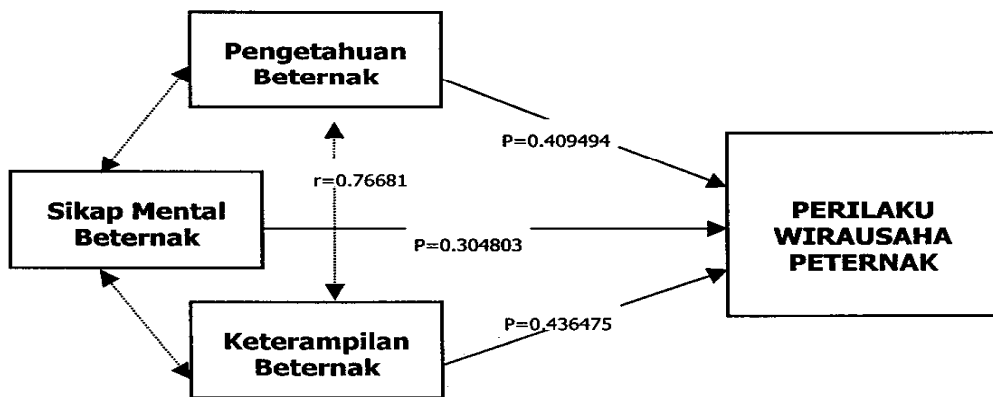 Pengetahuan
Beternak
P=0.409494
r=0.76681
Sikap Mental
Beternak
P=0.304803
PERILAKU
WIRAUSAHA
PETERNAK
Keterampilan
Beternak
P=0.436475